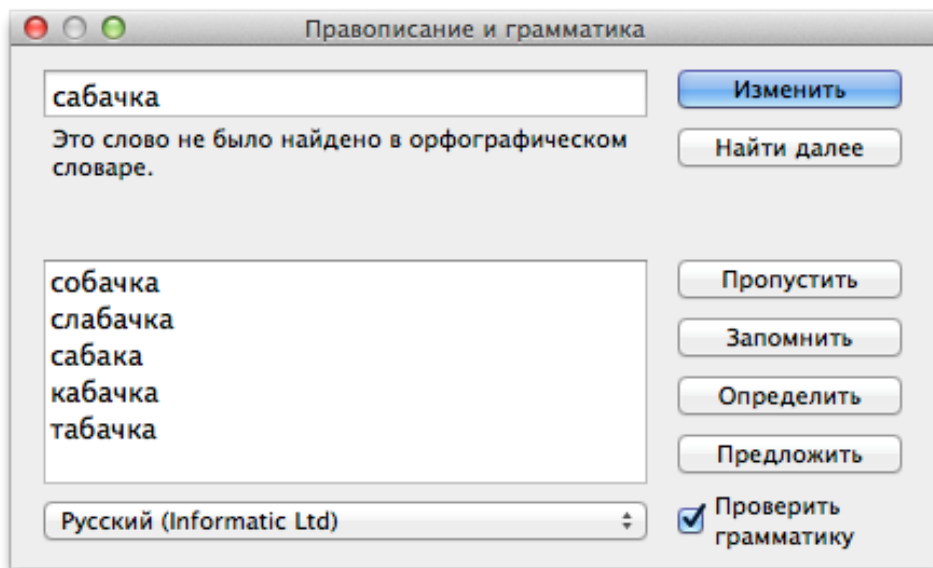 Правописание и грамматика
сабачка
Изменить
Это слово не было найдено в орфографическом
словаре.
Найти далее
собачка
слабачка
сабака
кабачка
табачка
Пропустить
Запомнить
Определить
Предложить
Русский (Informatic Ltd)
Проверить
грамматику